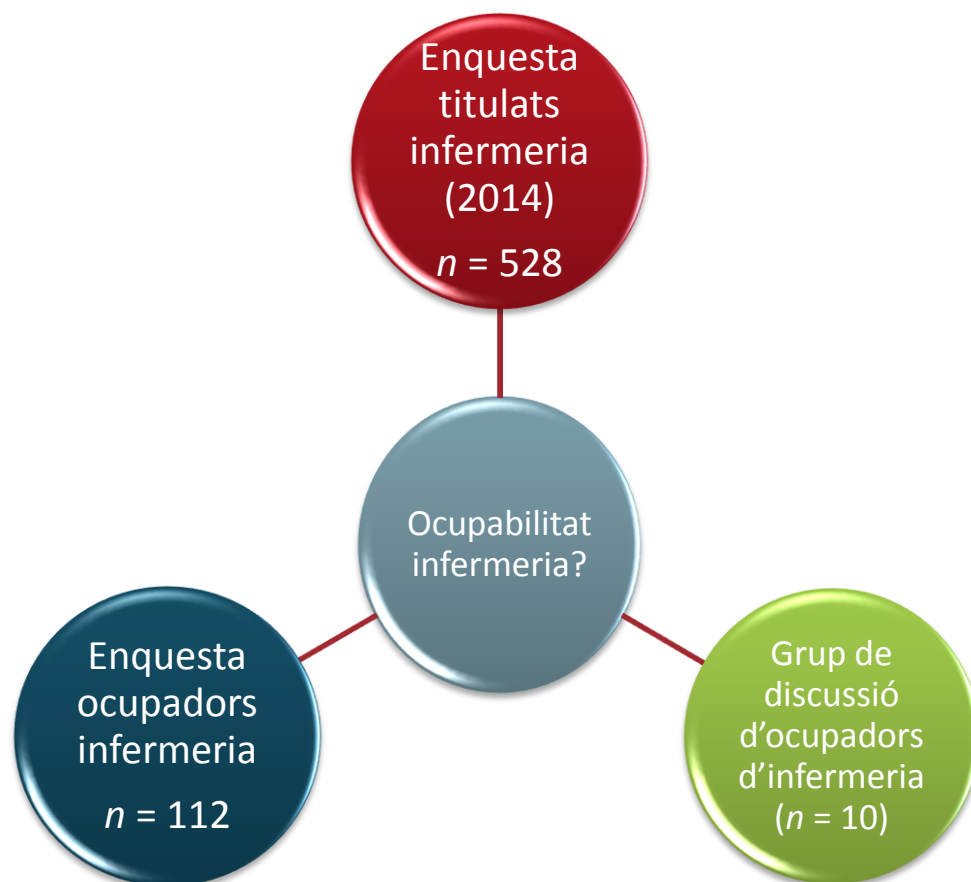 Enquesta
titulats
infermeria
(2014)
n = 528
Ocupabilitat
infermeria?
Enquesta
ocupadors
infermeria
n = 112
Grup de
discussió
d’ocupadors
d’infermeria
(n = 10)